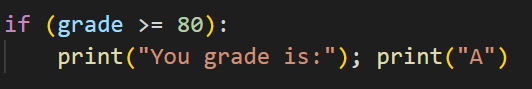 if (grade >= 80):
    print("You grade is:"); print("A")